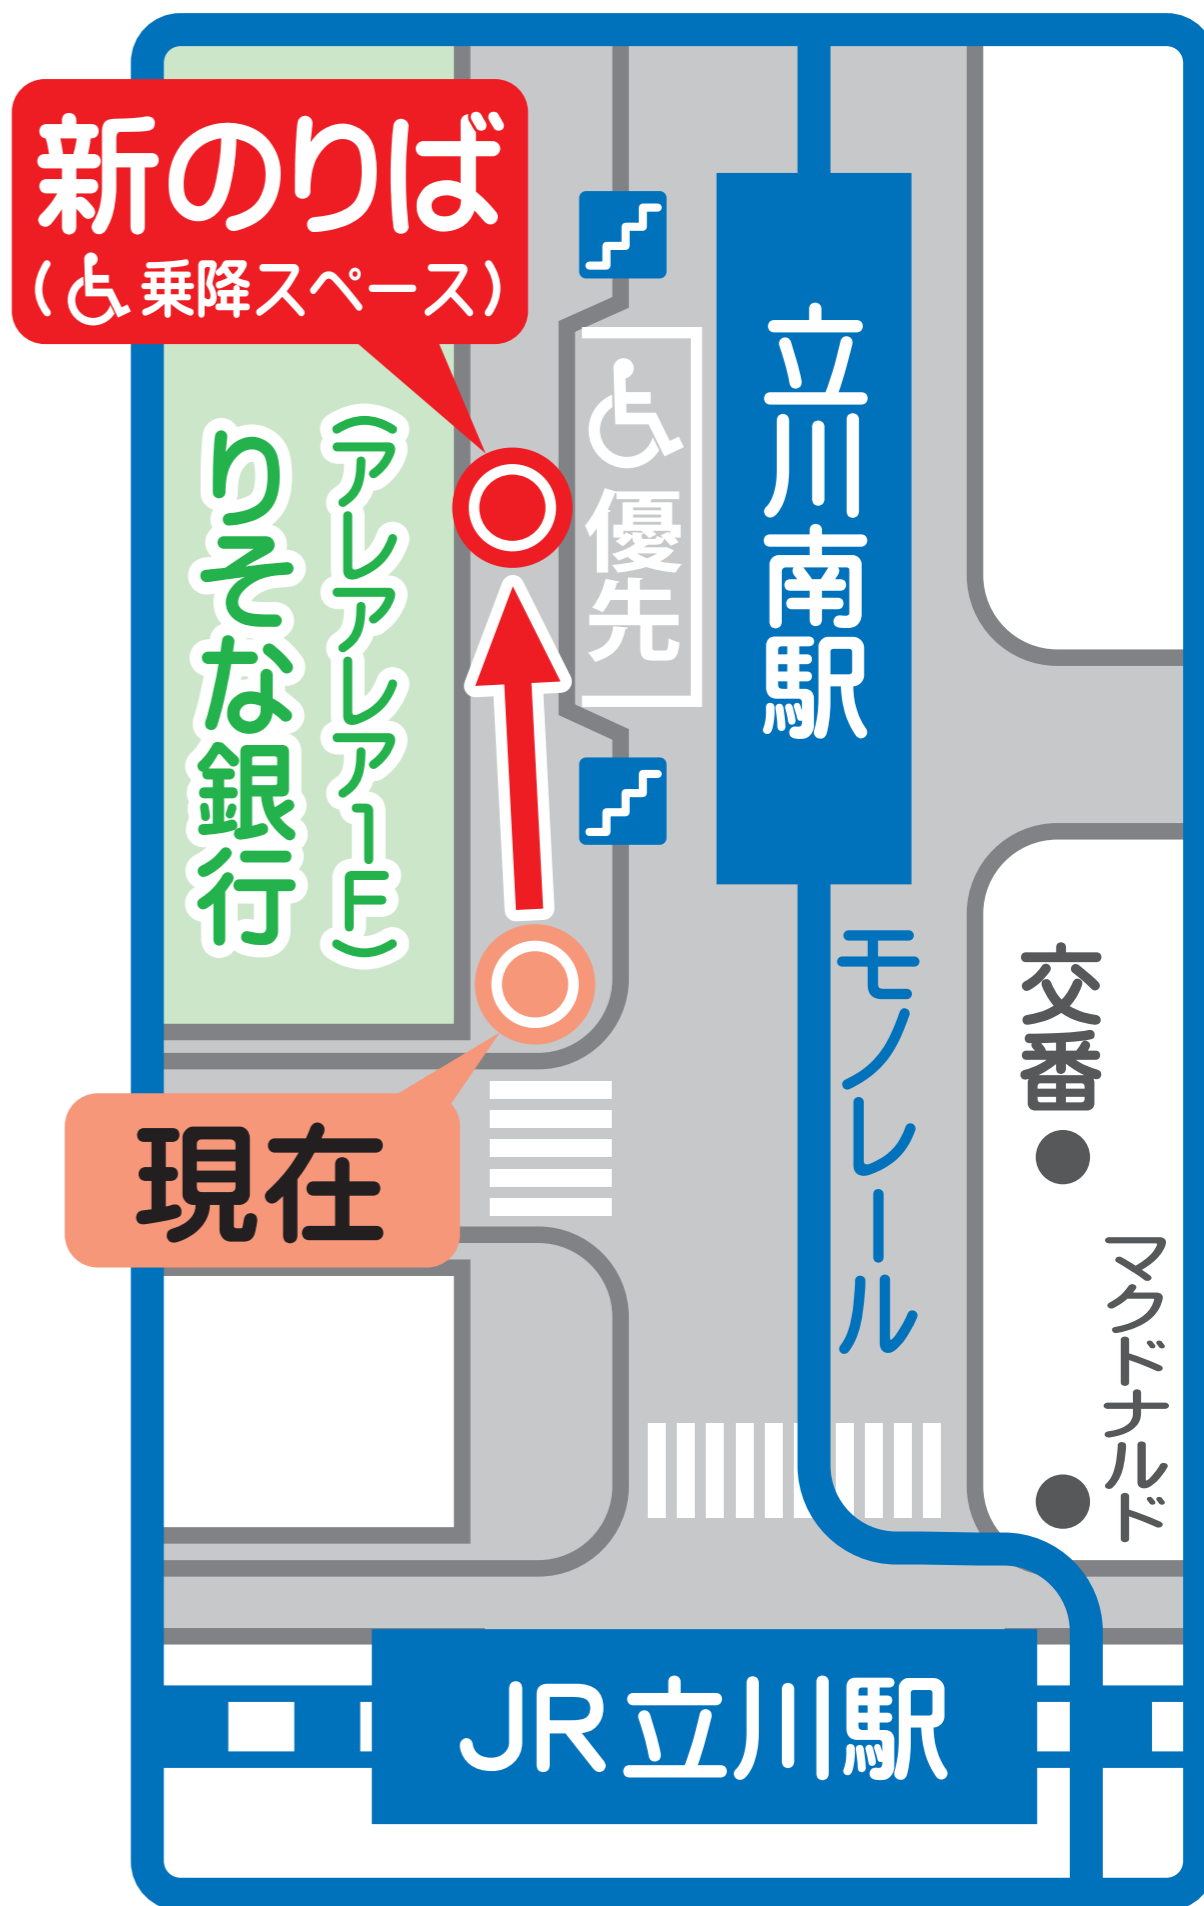 新のりば
(乗降スペース)
(アレアレア1F)
りそな銀行
優先
立川南駅
モノレール
交番
マクドナルド
現在
JR立川駅